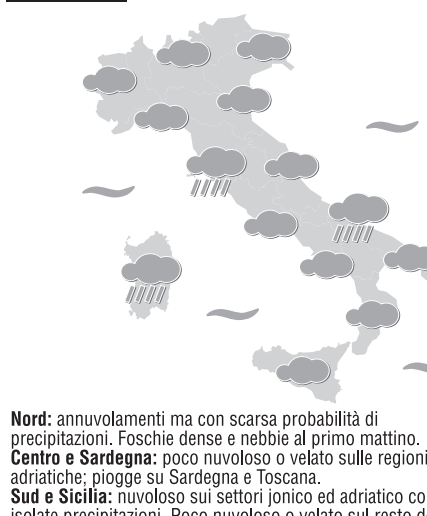 Nord: annuvolamenti ma con scarsa probabilità di
precipitazioni. Foschie dense e nebbie al primo mattino.
Centro e Sardegna: poco nuvoloso o velato sulle regioni
adriatiche; piogge su Sardegna e Toscana.
Sud e Sicilia: nuvoloso sui settori jonico ed adriatico co
isolate precipitazioni. Poco nuvoloso o velato sul resto de